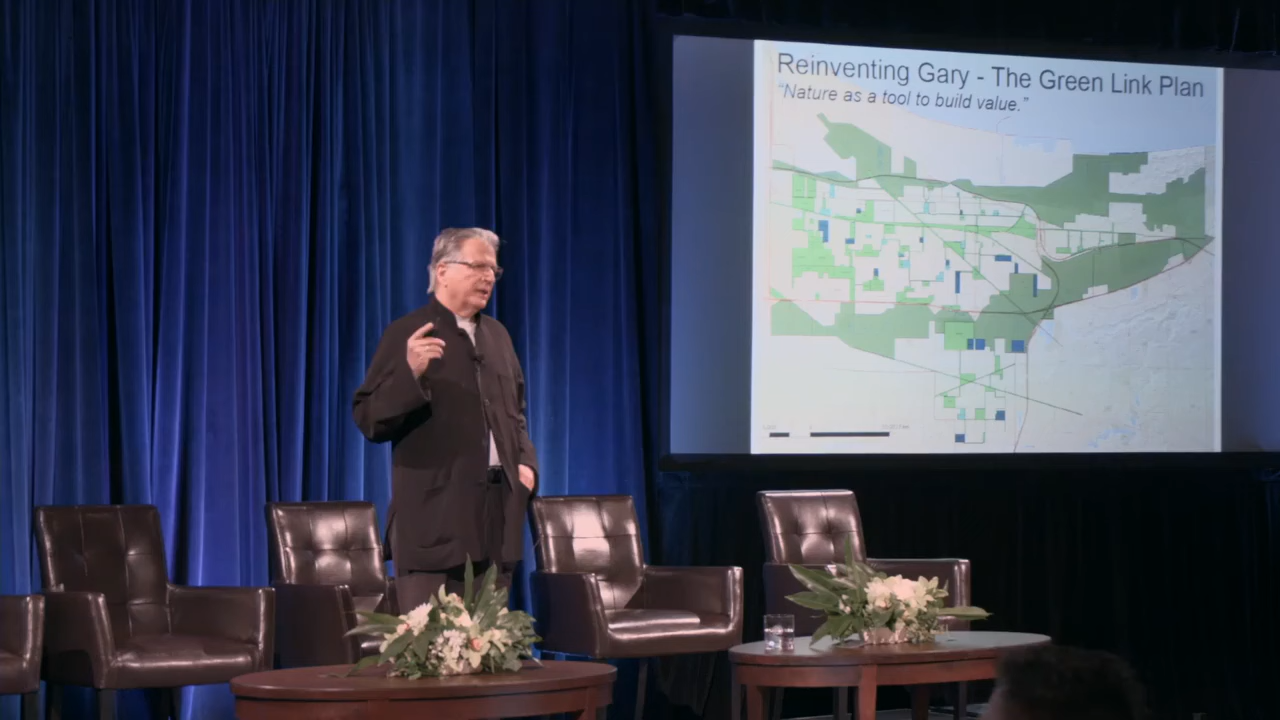 Reinventing Gary - The Green Link Plan
“Nature as a tool to build value.”